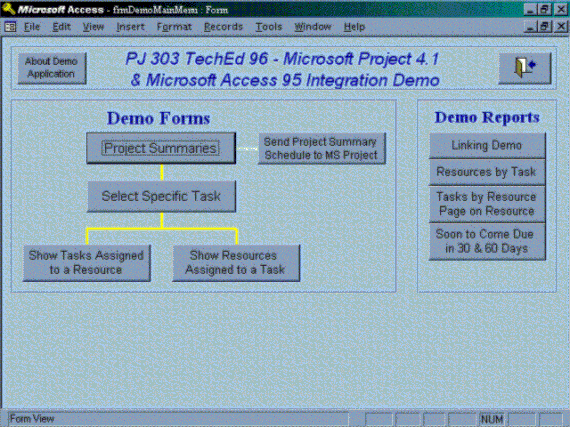 Microsoft Access - frmDemoMainMenu : Form
File Edit View Insert Format Records Tools Window Help
About Demo
Application
PJ 303 TechEd 96 - Microsoft Project 4.1
& Microsoft Access 95 Integration Demo
Demo Forms
Project Summaries
Send Project Summary
Schedule to MS Project
Select Specific Task
Show Tasks Assigned
to a Resource
Show Resources
Assigned to a Task
Demo Reports
Linking Demo
Resources by Task
Tasks by Resource
Page on Resource
Soon to Come Due
in 30 & 60 Days
Form View
NUM